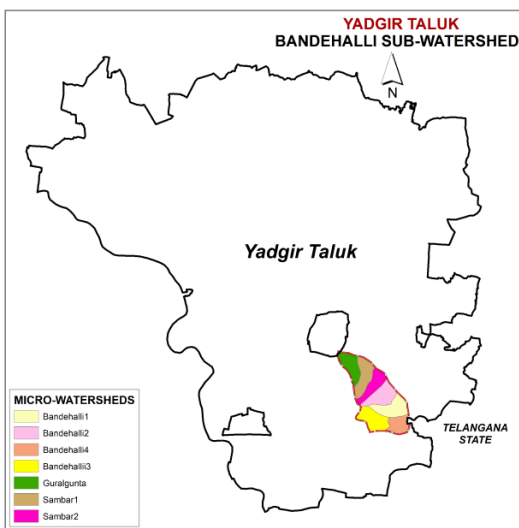 YADGIR TALUK
BANDEHALLI SUB-WATERSHED
N
Yadgir Taluk
TELANGANA
STATE
MICRO-WATERSHEDS
Bandehalli1
Bandehalli2
Bandehalli4
Bandehallii3
Guralgunta
Sambar1
Sambar2